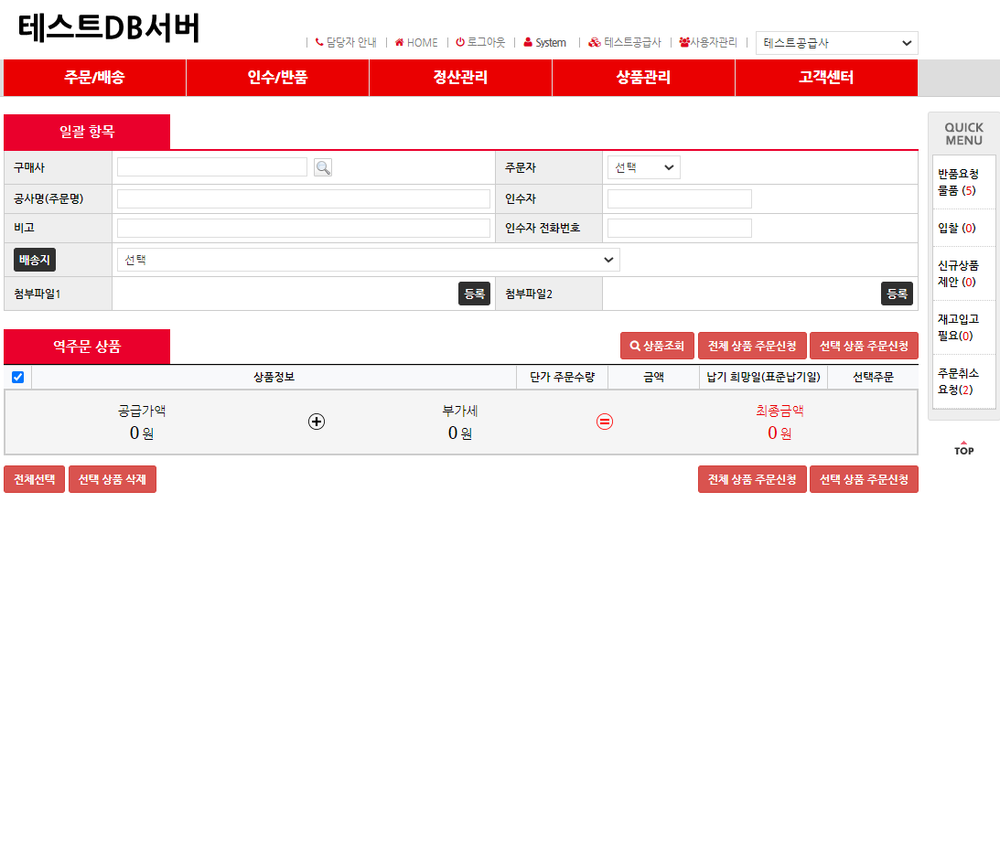 테스트DB서버
담당자 안내 | HOME | 로그아웃 | System | 테스트공급사 | 사용자관리 | 테스트공급사
주문/배송 인수/반품 정산관리 상품관리 고객센터
일괄 항목
구매사 주문자 선택
공사명(주문명) 인수자
비고 인수자 전화번호
배송지 선택
첨부파일1 등록 첨부파일2 등록
역주문 상품 상품조회 전체 상품 주문신청 선택 상품 주문신청
상품정보 단가 주문수량 금액 납기 희망일(표준납기일) 선택주문
공급가액 부가세 최종금액
0 원 0 원 0 원
전체선택 선택 상품 삭제 전체 상품 주문신청 선택 상품 주문신청
QUICK
MENU
반품요청
물품 (5)
입찰 (0)
신규상품
제안 (0)
재고입고
필요(0)
주문취소
요청(2)
TOP